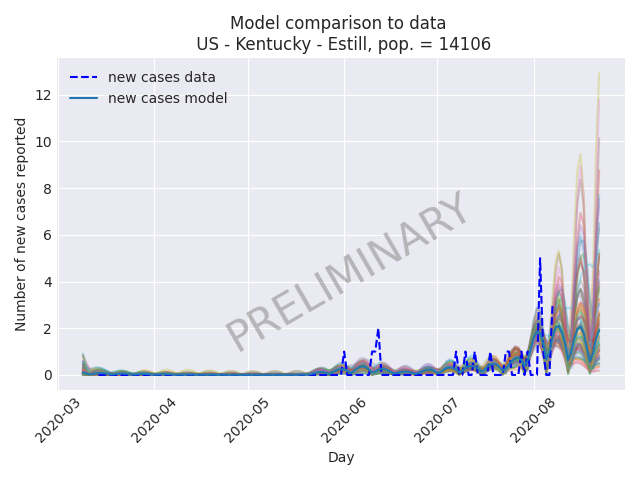 Model comparison to data
US - Kentucky - Estill, pop. = 14106
new cases data
new cases model
Number of new cases reported
12
10
8
6
4
2
0
PRELIMINARY
2020-03
2020-04
2020-05
2020-06
2020-07
2020-08
Day